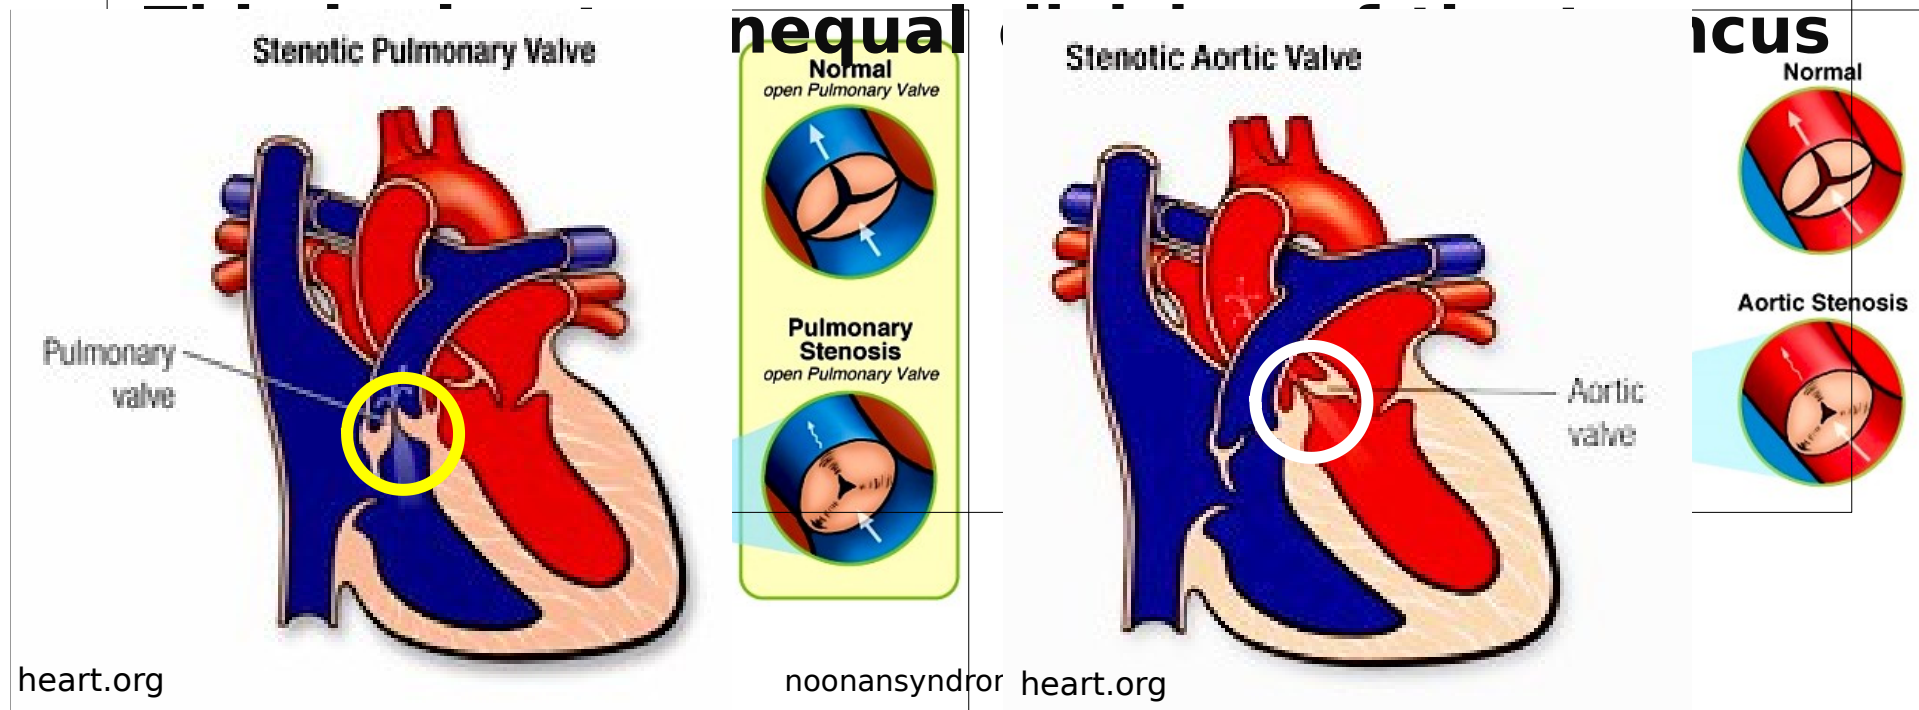 nequal
ncus
Stenotic Pulmonary Valve
Pulmonary
valve
heart.org
Normal
open Pulmonary Valve
Pulmonary
Stenosis
open Pulmonary Valve
noonansyndror
Stenotic Aortic Valve
Aortic
valve
heart.org
Normal
Aortic Stenosis